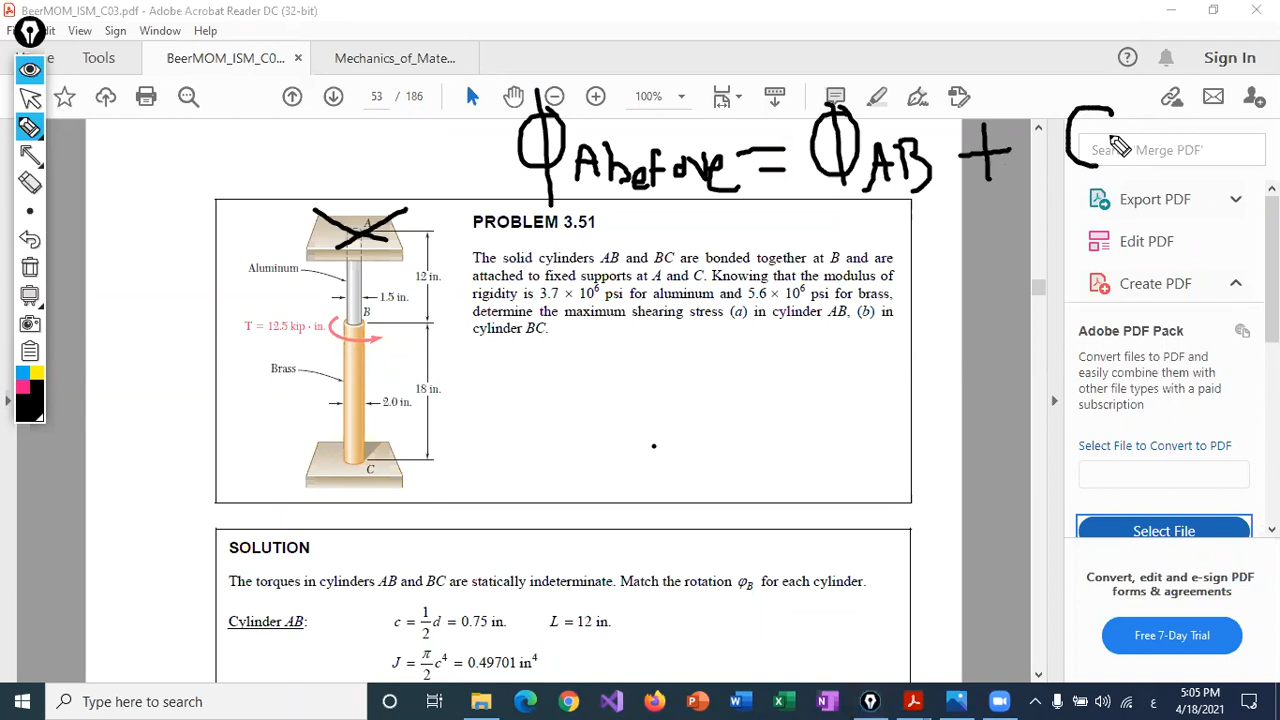 BeerMOM_ISM_C03.pdf - Adobe Acrobat Reader DC (32-bit)
View Sign Window Help
Tools BeerMOM_ISM_C0... × Mechanics_of_Mate... Sign In
53 / 186 100%
ϕ A before = ϕ AB +
Search 'Merge PDF'
Export PDF
Edit PDF
Create PDF
Adobe PDF Pack
Convert files to PDF and
easily combine them with
other file types with a paid
subscription
Select File to Convert to PDF
Select File
Convert, edit and e-sign PDF
forms & agreements
Free 7-Day Trial
A
Aluminum
12 in.
1.5 in.
B
T = 12.5 kip · in.
Brass
18 in.
2.0 in.
C
PROBLEM 3.51
The solid cylinders AB and BC are bonded together at B and are
attached to fixed supports at A and C. Knowing that the modulus of
rigidity is 3.7 × 10⁶ psi for aluminum and 5.6 × 10⁶ psi for brass,
determine the maximum shearing stress (a) in cylinder AB, (b) in
cylinder BC.
SOLUTION
The torques in cylinders AB and BC are statically indeterminate. Match the rotation φB for each cylinder.
Cylinder AB: c = 1/2 d = 0.75 in. L = 12 in.
J = π/2 c⁴ = 0.49701 in⁴
Type here to search
ع
5:05 PM
4/18/2021